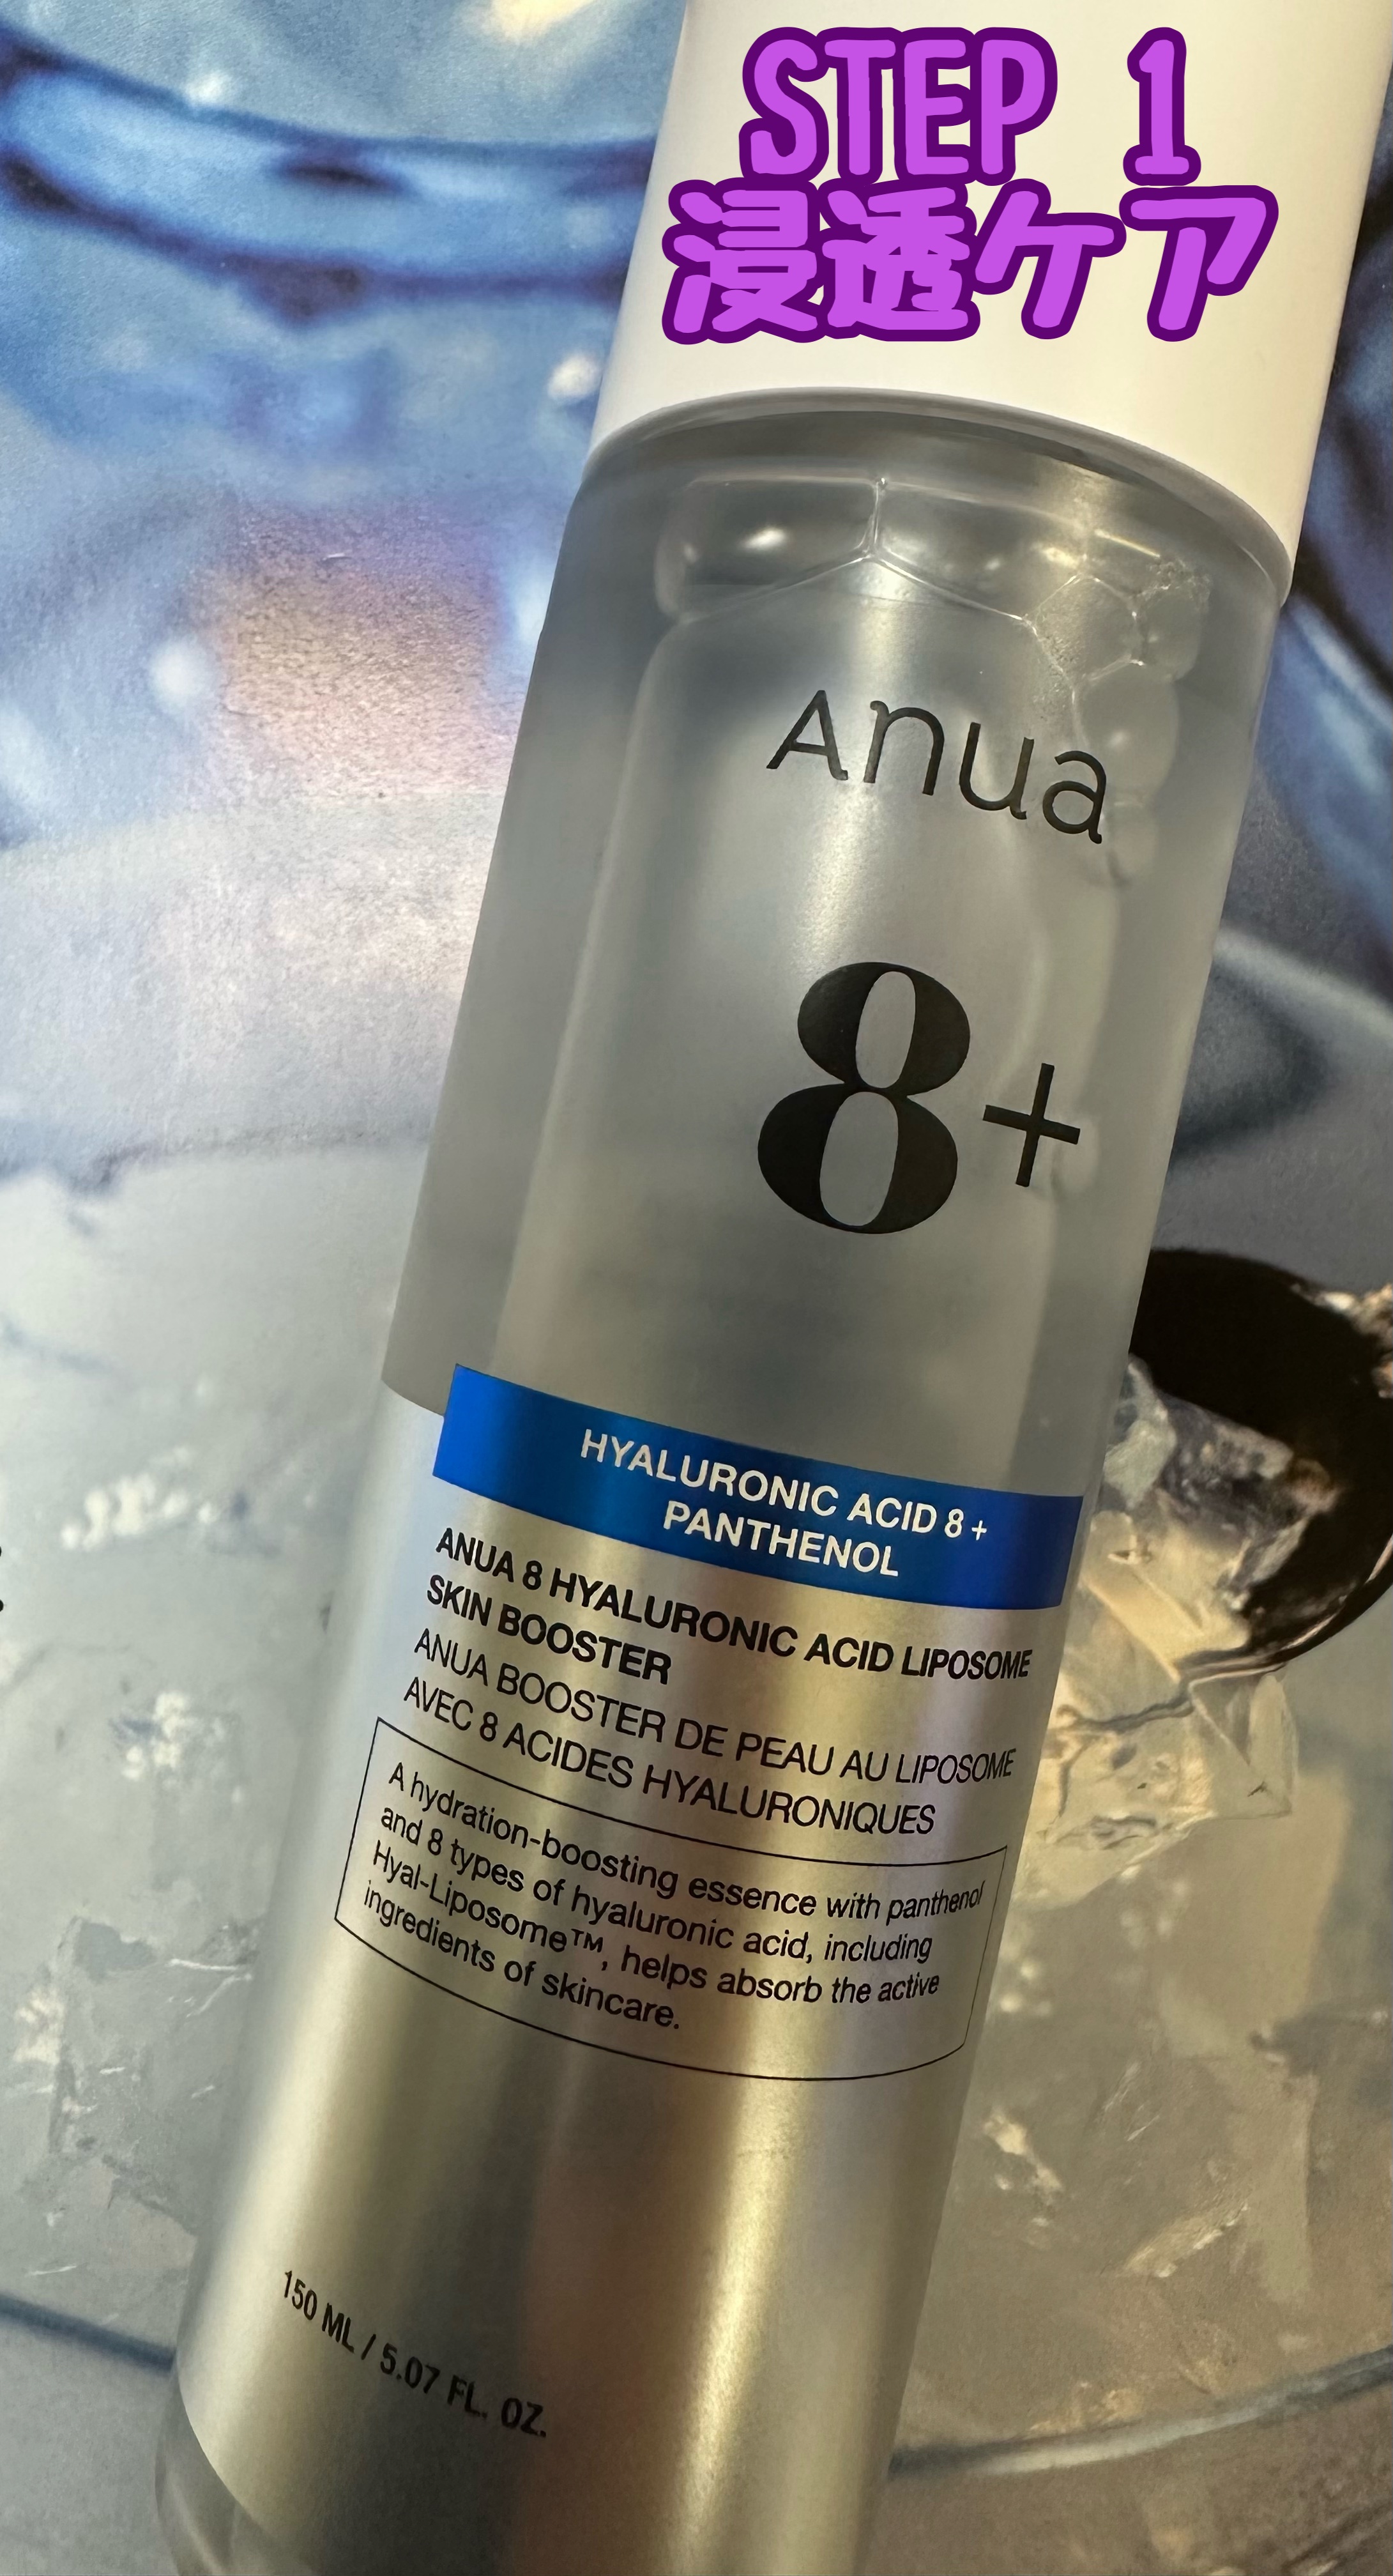 STEP 1
浸透ケア
Anua
8+
HYALURONIC ACID 8+
PANTHENOL
ANUA 8 HYALURONIC ACID LIPOSOME
SKIN BOOSTER
ANUA BOOSTER DE PEAU AU LIPOSOME
AVEC 8 ACIDES HYALURONIQUES
A hydration-boosting essence with panthenol
and 8 types of hyaluronic acid, including
Hyal-Liposome™, helps absorb the active
ingredients of skincare.
150 ML / 5.07 FL. OZ.